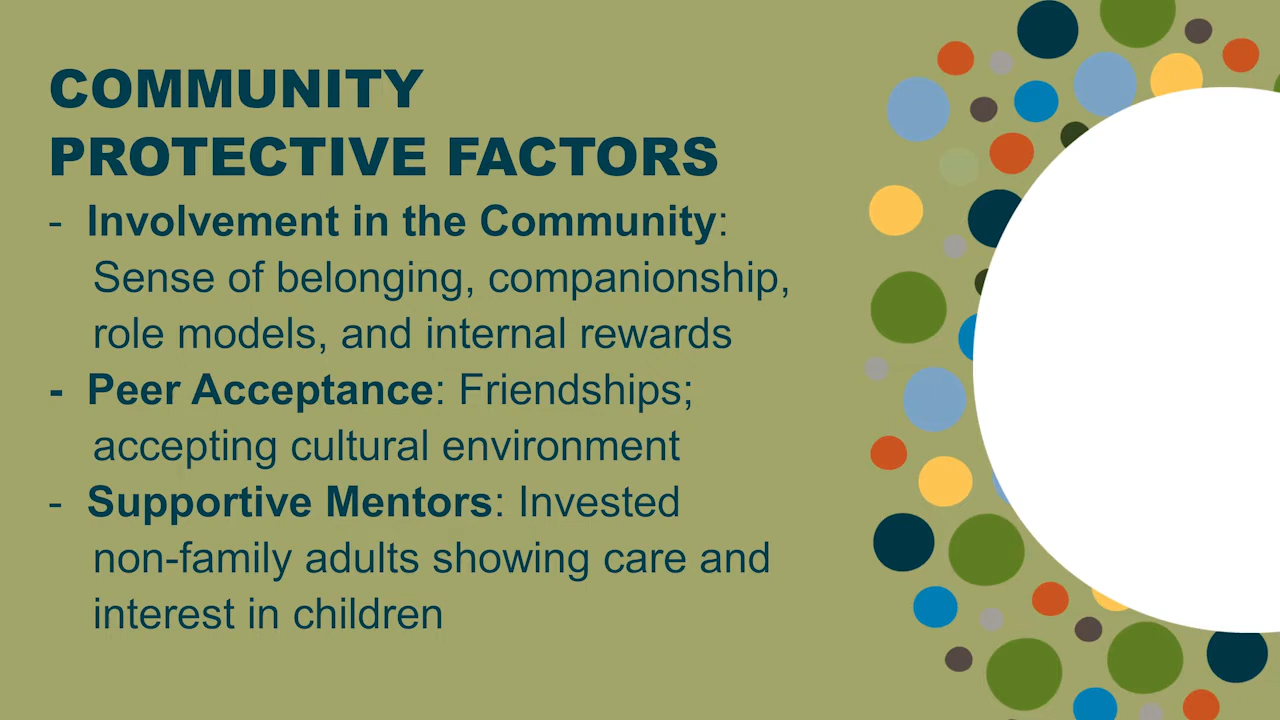 COMMUNITY
PROTECTIVE FACTORS
- Involvement in the Community:
Sense of belonging, companionship,
role models, and internal rewards
- Peer Acceptance: Friendships;
accepting cultural environment
- Supportive Mentors: Invested
non-family adults showing care and
interest in children